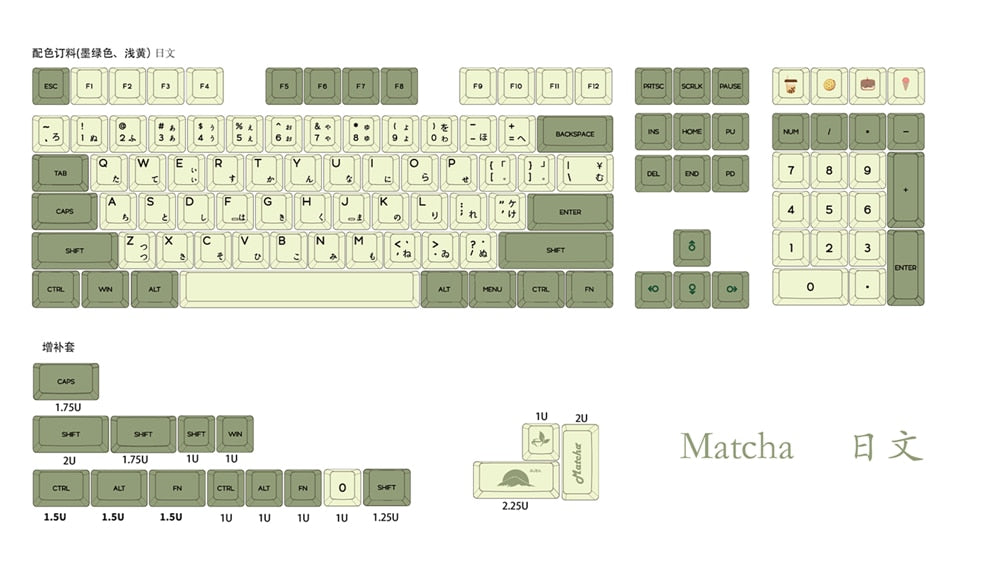 配色订料(墨绿色、浅黄) 日文
ESC F1 F2 F3 F4 F5 F6 F7 F8 F9 F10 F11 F12 PRTSC SCRLK PAUSE
~ 、 ろ ! 1 ぬ @ 2 ふ # あ 3 あ $ う 4 う % え 5 え & お 6 お & や 7 ゃ * ゆ 8 ゅ ( よ 9 ょ ) を 0 わ – – ほ + = へ BACKSPACE INS HOME PU NUM / * –
TAB Q た W て E い い R す T か Y ん U な I に O ら P せ { 「 [ 。 } 」 ] 。 | ¥ \ む DEL END PD 7 8 9 +
CAPS A ち S と D し F は G き H く J ま K の L り : ; れ " ケ ' け ENTER 4 5 6
SHIFT Z つ っ X さ C そ V ひ B こ N み M も < · , ね > . ゐ ? · / ぬ SHIFT 1 2 3 ENTER
CTRL WIN ALT ALT MENU CTRL FN 0 .
增补套
CAPS
1.75U
SHIFT SHIFT SHIFT WIN
2U 1.75U 1U 1U
CTRL ALT FN CTRL ALT FN 0 SHIFT
1.5U 1.5U 1.5U 1U 1U 1U 1U 1.25U
1U 2U
Matcha
2.25U
Matcha 日文